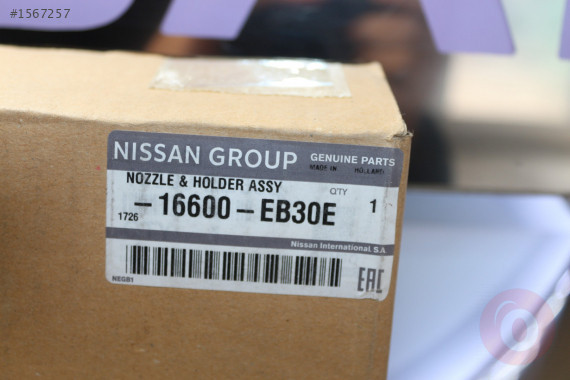 #1567257
NISSAN GROUP GENUINE PARTS
MADE IN HOLLAND
NOZZLE & HOLDER ASSY QTY
-16600-EB30E 1
1726
Nissan International SA
NEGB1
EAC